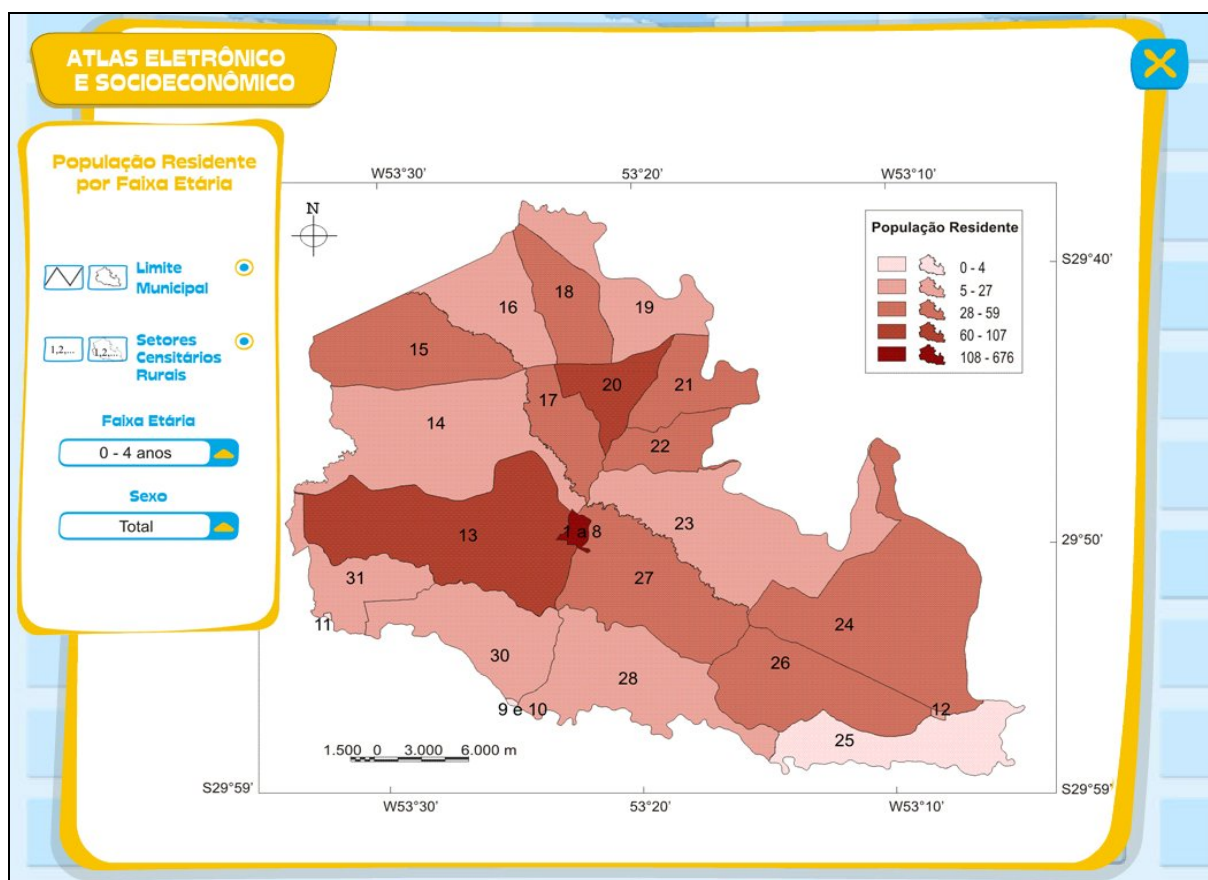 ATLAS ELETRÔNICO
E SOCIOECONÔMICO
População Residente
por Faixa Etária
Limite
Municipal
1,2,... 1,2,...
Setores
Censitários
Rurais
Faixa Etária
0 - 4 anos
Sexo
Total
W53°30' 53°20' W53°10'
N
População Residente
0 - 4
5 - 27
28 - 59
60 - 107
108 - 676
S29°40'
16
18
19
15
20
21
17
14
22
23
13
1 a 8
29°50'
31
27
11
24
30
26
28
9 e 10
12
25
1.500 0 3.000 6.000 m
S29°59' S29°59'
W53°30' 53°20' W53°10'